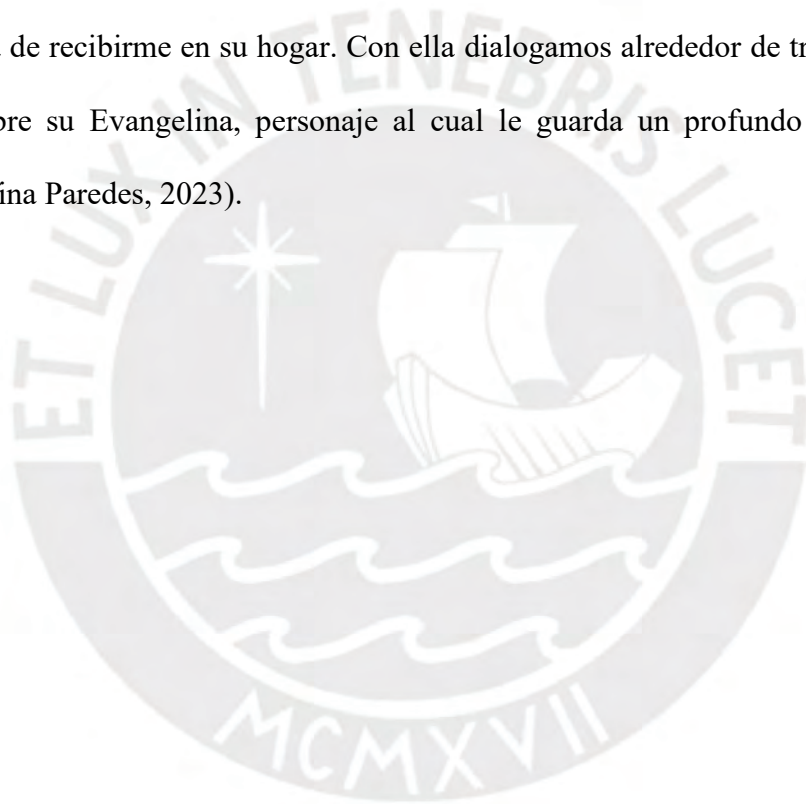 de recibirme en su hogar. Con ella dialogamos alrededor de
su Evangelina, personaje al cual le guarda un profundo
Paredes, 2023).
ET LUX IN TENEBRIS LUCET
MCMXVII